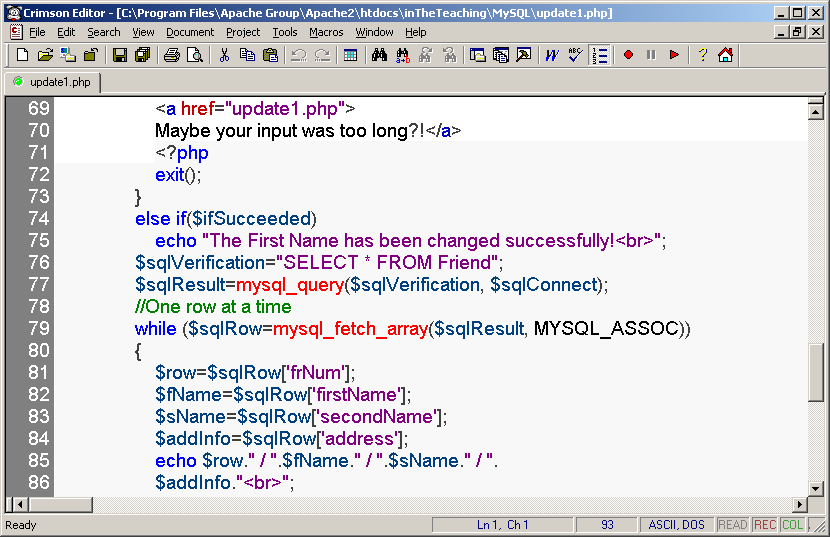 Crimson Editor - [C:\Program Files\Apache Group\Apache2\htdocs\inTheTeaching\MySQL\update1.php]
File Edit Search View Document Project Tools Macros Window Help
update1.php
69 <a href="update1.php">
70 Maybe your input was too long?!</a>
71 <?php
72 exit();
73 }
74 else if($ifSucceeded)
75 echo "The First Name has been changed successfully!<br>";
76 $sqlVerification="SELECT * FROM Friend";
77 $sqlResult=mysql_query($sqlVerification, $sqlConnect);
78 //One row at a time
79 while ($sqlRow=mysql_fetch_array($sqlResult, MYSQL_ASSOC))
80 {
81 $row=$sqlRow['frNum'];
82 $fName=$sqlRow['firstName'];
83 $sName=$sqlRow['secondName'];
84 $addInfo=$sqlRow['address'];
85 echo $row." / ".$fName." / ".$sName." / ".
86 $addInfo."<br>";
Ready Ln 1, Ch 1 93 ASCII, DOS READ REC COL